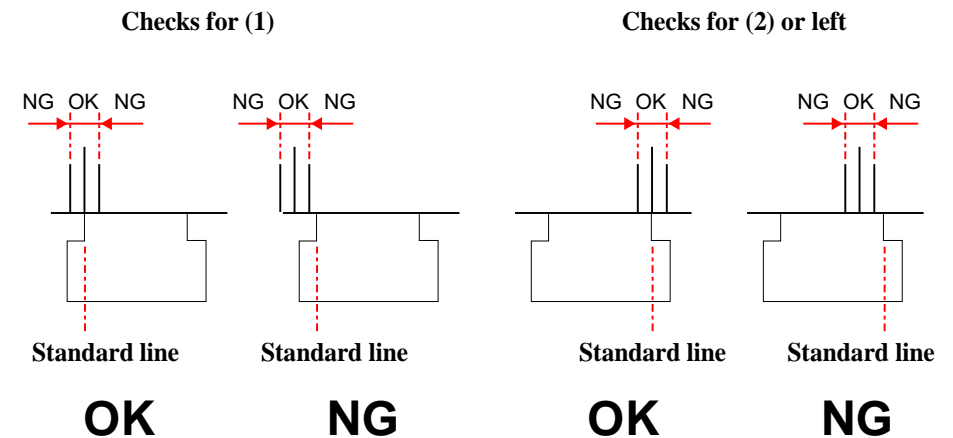 Checks for (1) Checks for (2) or left
NG OK NG NG OK NG NG OK NG NG OK NG
Standard line Standard line Standard line Standard line
OK NG OK NG